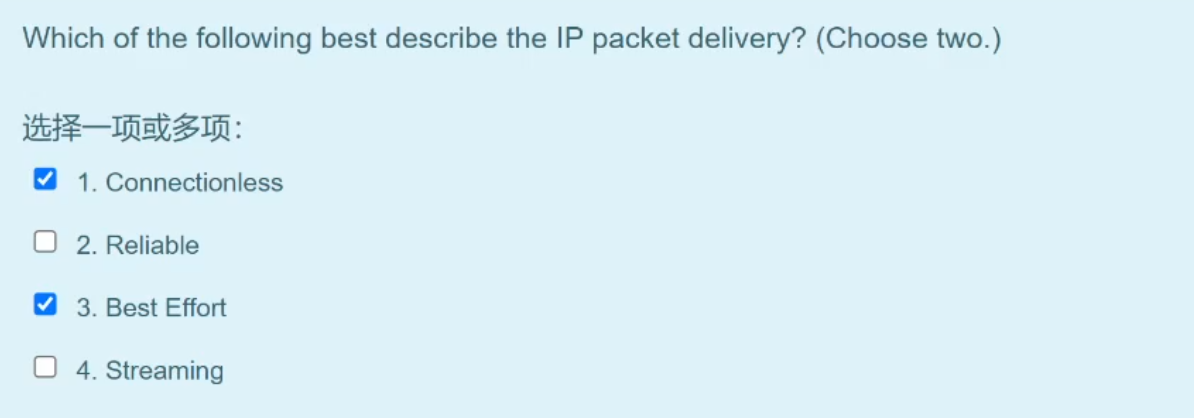 Which of the following best describe the IP packet delivery? (Choose two.)
选择一项或多项：
1. Connectionless
2. Reliable
3. Best Effort
4. Streaming